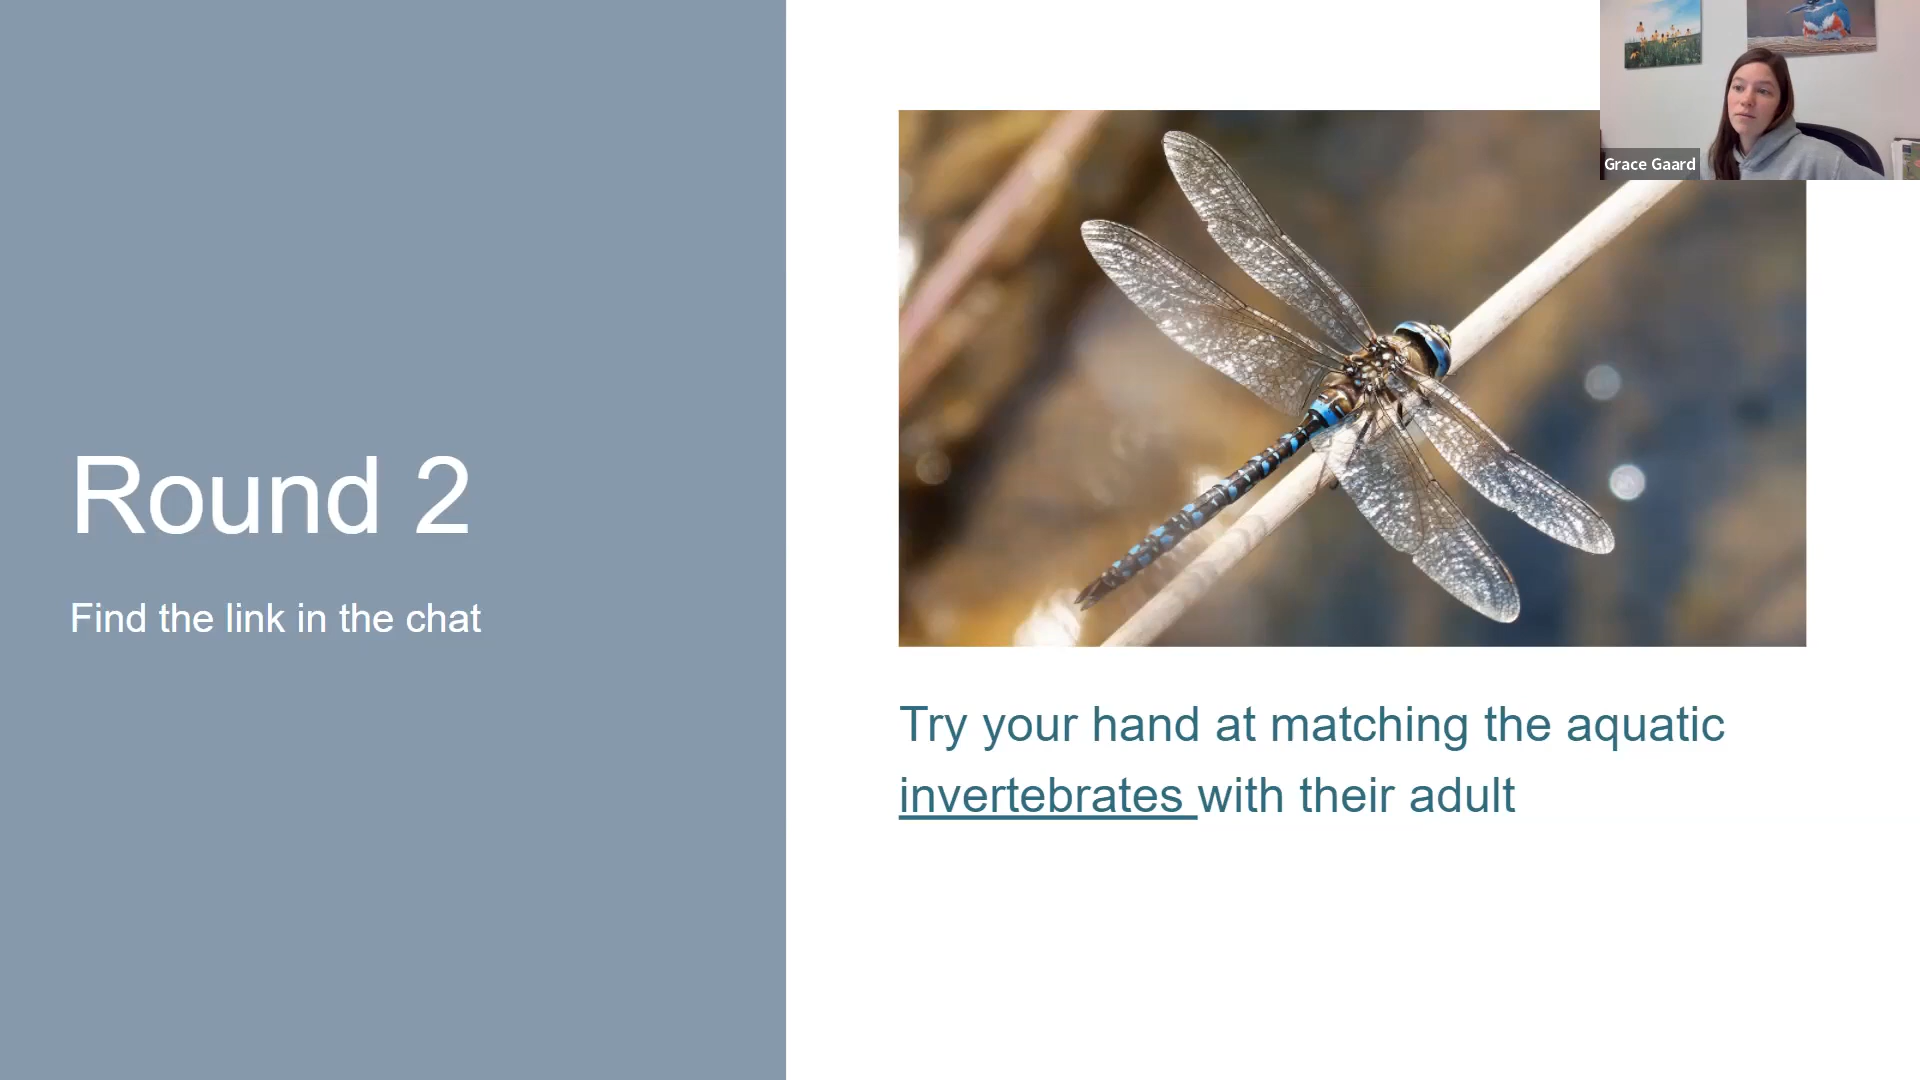 Grace Gaard
Round 2
Find the link in the chat
Try your hand at matching the aquatic
invertebrates with their adult